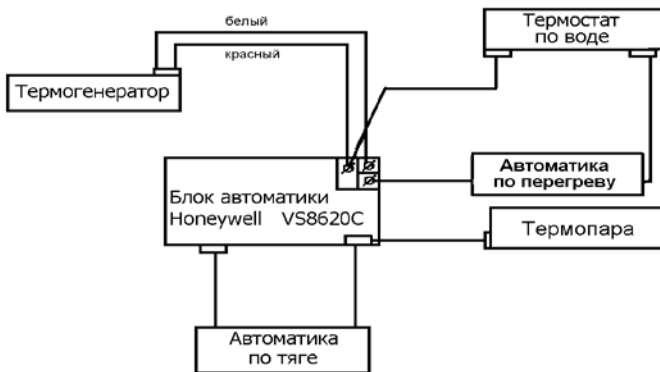 белый
Термостат
по воде
красный
Термогенератор
Автоматика
по перегреву
Блок автоматики
Honeywell VS8620C
Термопара
Автоматика
по тяге